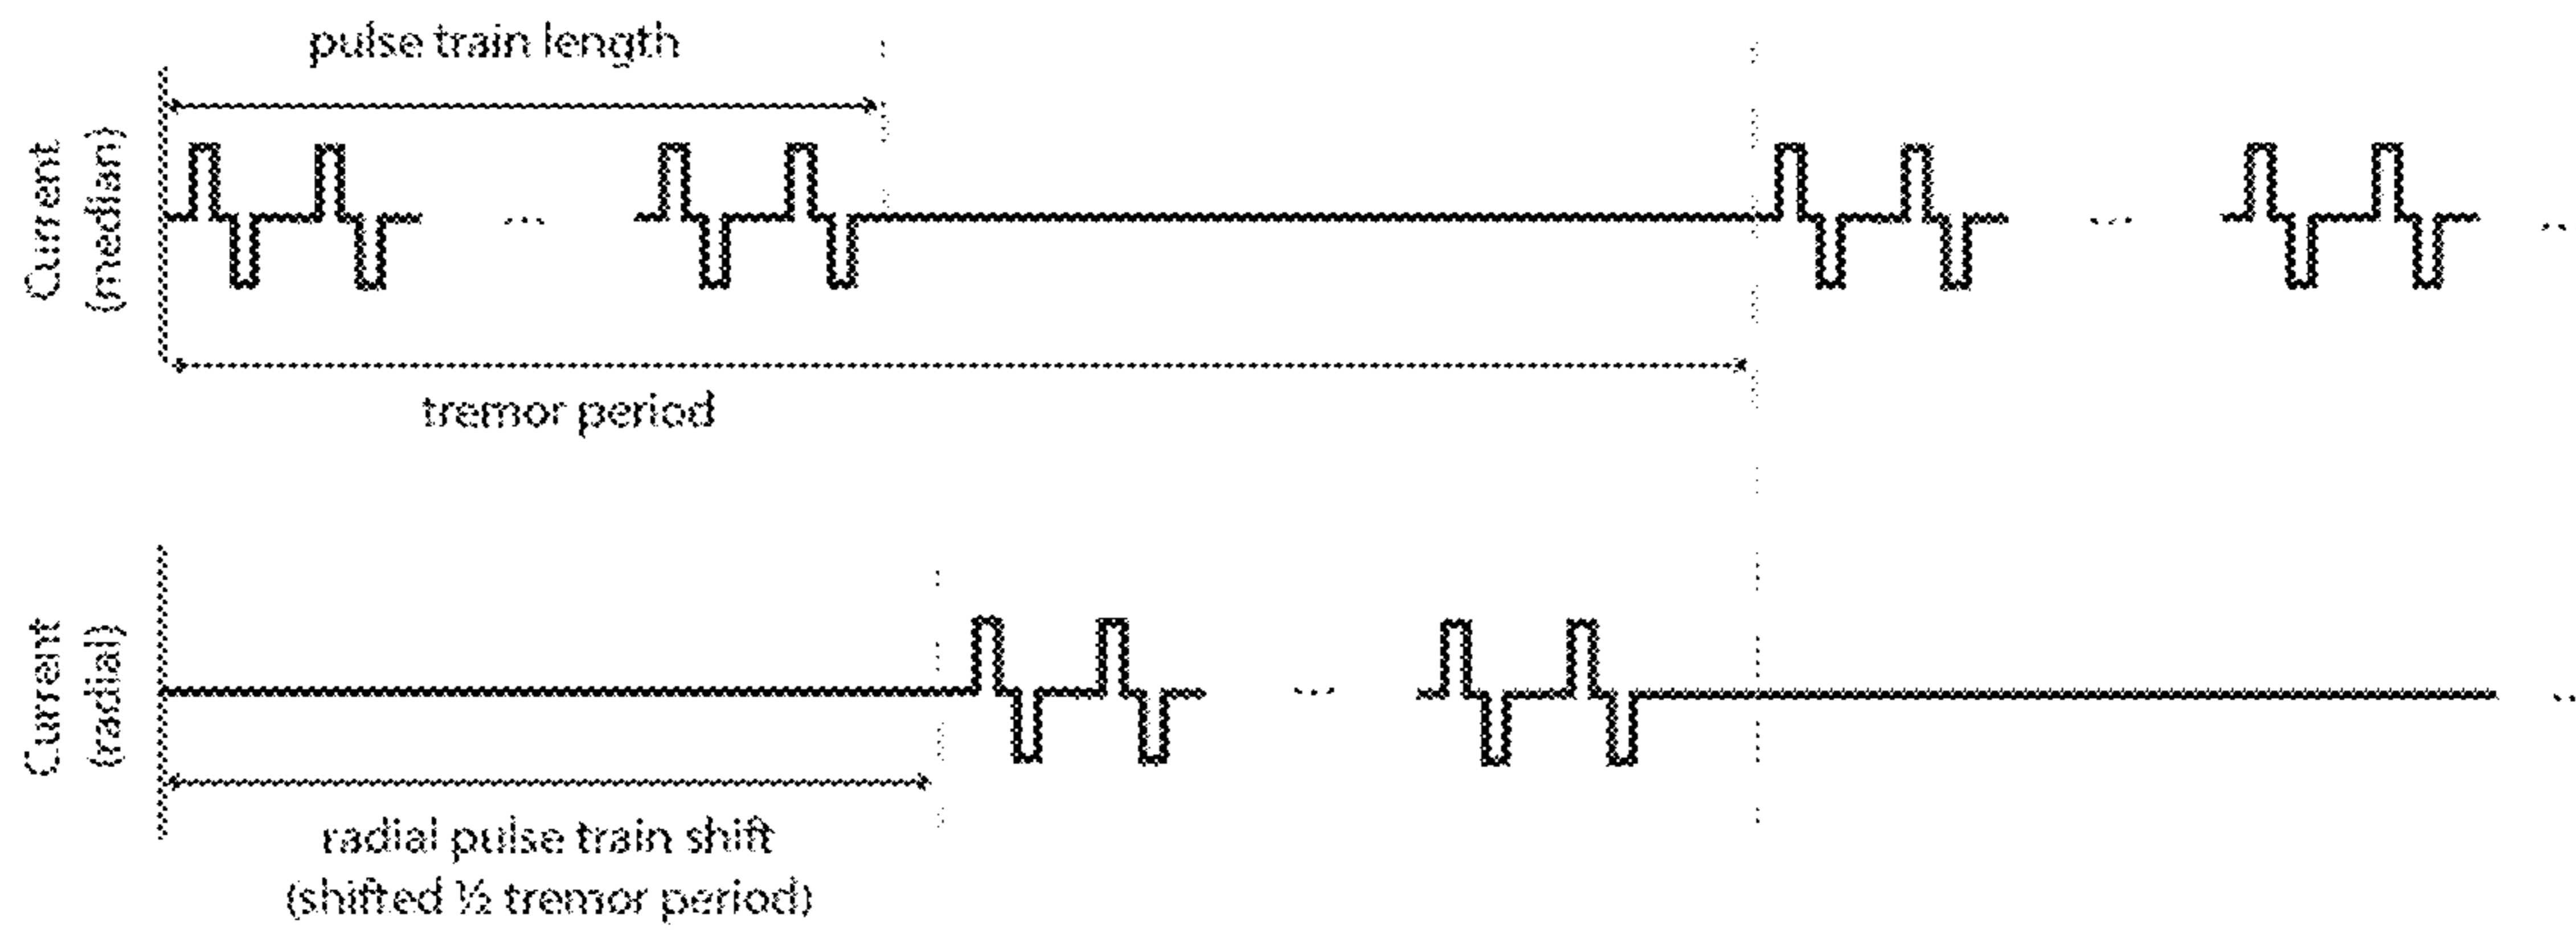 pulse train length
Current
(median)
tremor period
Current
(radial)
radial pulse train shift
(shifted ½ tremor period)